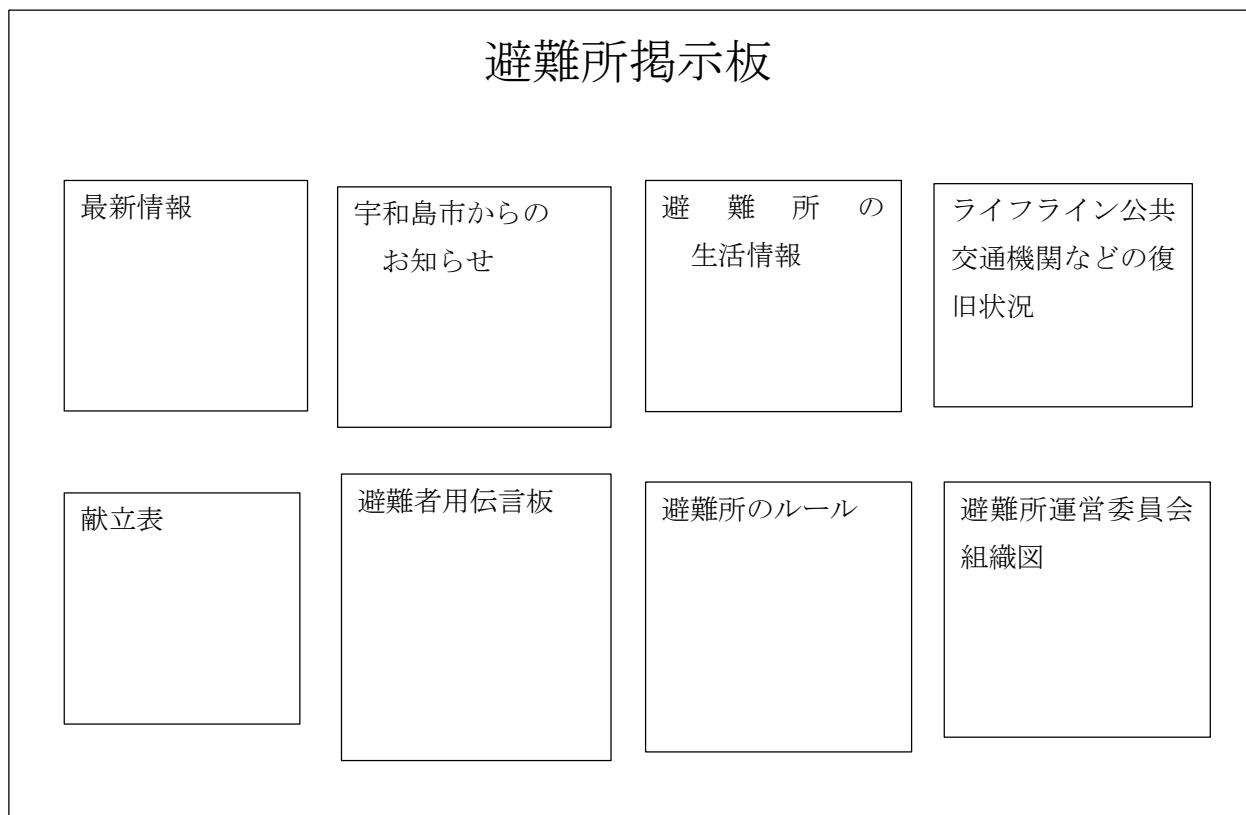 避難所掲示板
最新情報
宇和島市からの
お知らせ
避難所の
生活情報
ライフライン公共
交通機関などの復
旧状況
献立表
避難者用伝言板
避難所のルール
避難所運営委員会
組織図